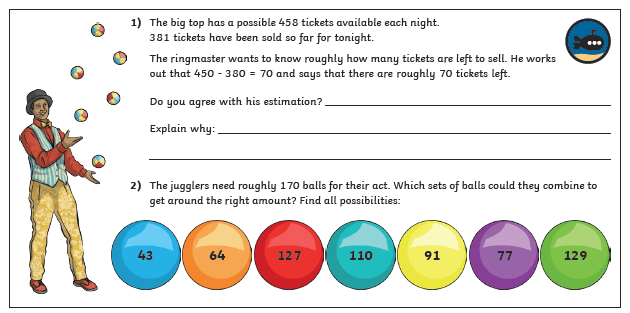 1) The big top has a possible 458 tickets available each night.
381 tickets have been sold so far for tonight.
The ringmaster wants to know roughly how many tickets are left to sell. He works
out that 450 - 380 = 70 and says that there are roughly 70 tickets left.
Do you agree with his estimation?
Explain why:
2) The jugglers need roughly 170 balls for their act. Which sets of balls could they combine to
get around the right amount? Find all possibilities:
43 64 127 110 91 77 129